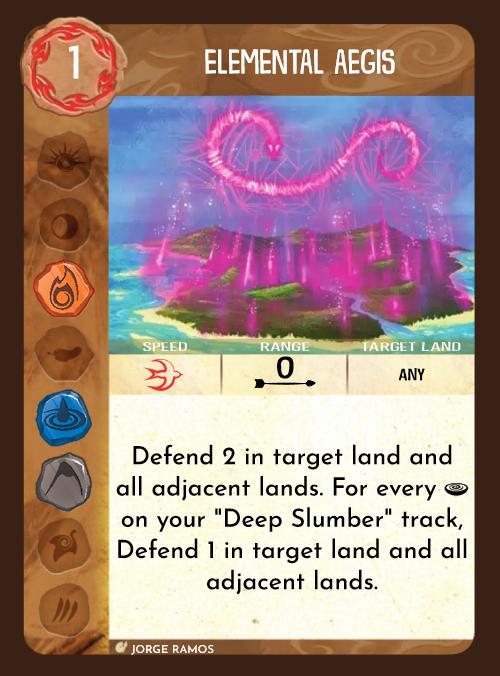 1
ELEMENTAL AEGIS
SPEED RANGE TARGET LAND
0 ANY
Defend 2 in target land and
all adjacent lands. For every
on your "Deep Slumber" track,
Defend 1 in target land and all
adjacent lands.
JORGE RAMOS